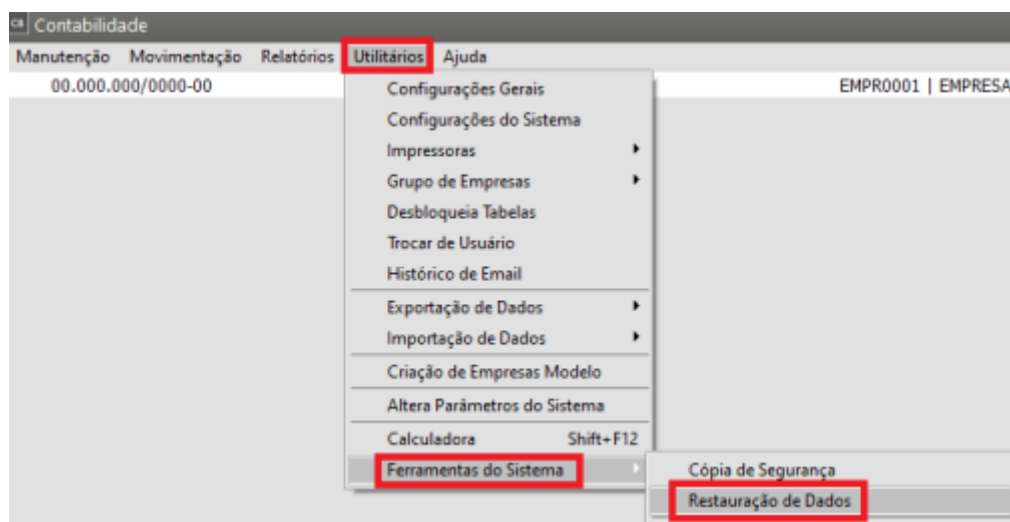 CB Contabilidade
Manutenção Movimentação Relatórios Utilitários Ajuda
00.000.000/0000-00 EMPR0001 | EMPRESA
Configurações Gerais
Configurações do Sistema
Impressoras
Grupo de Empresas
Desbloqueia Tabelas
Trocar de Usuário
Histórico de Email
Exportação de Dados
Importação de Dados
Criação de Empresas Modelo
Altera Parâmetros do Sistema
Calculadora Shift+F12
Ferramentas do Sistema
Cópia de Segurança
Restauração de Dados